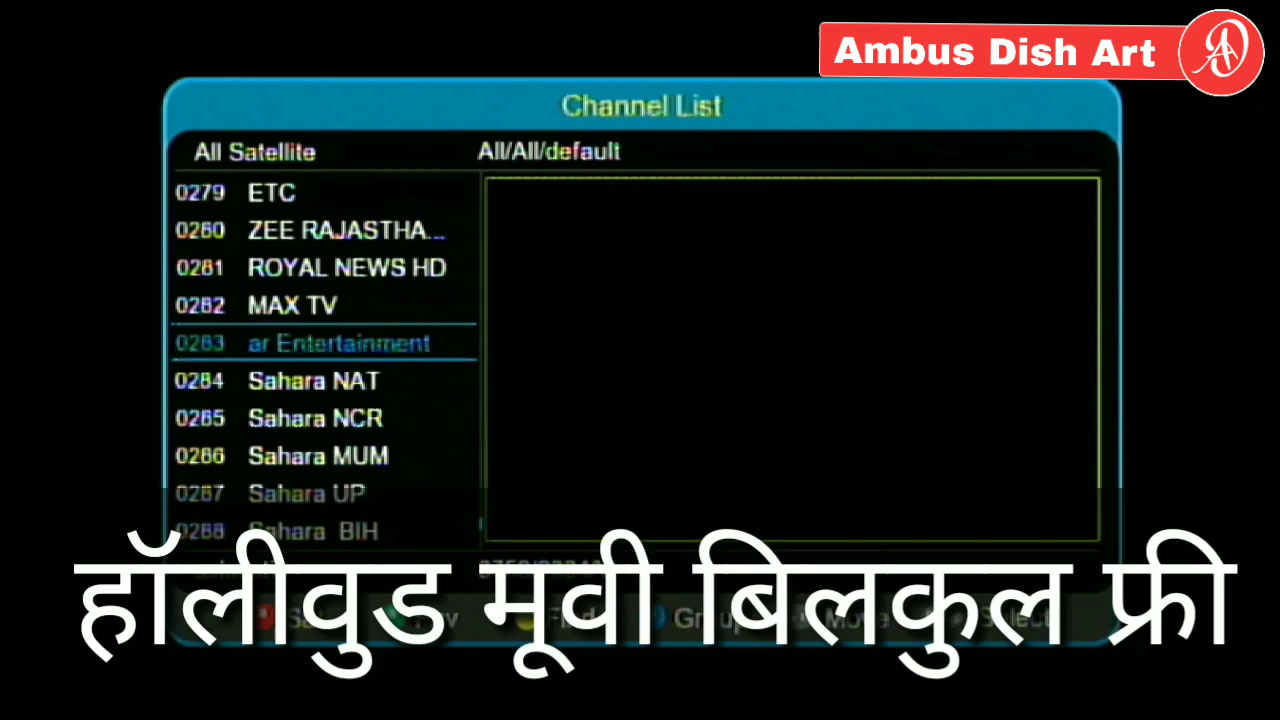 Ambus Dish Art
Channel List
All Satellite All/All/default
0279 ETC
0280 ZEE RAJASTHA...
0281 ROYAL NEWS HD
0282 MAX TV
0283 ar Entertainment
0284 Sahara NAT
0285 Sahara NCR
0286 Sahara MUM
0287 Sahara UP
0288 Sahara BIH
हॉलीवुड मूवी बिलकुल फ्री